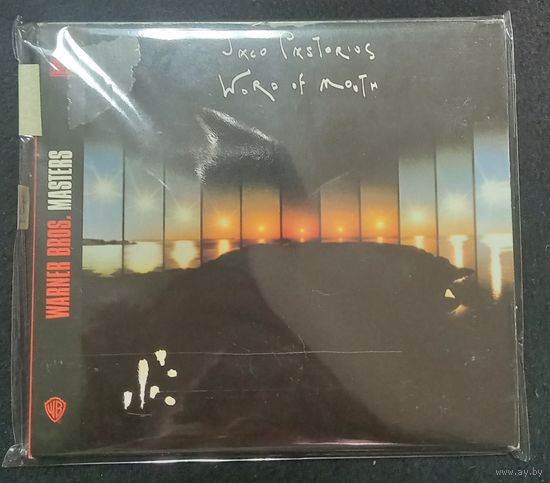 Jaco Pastorius
Word of Mouth
WARNER BROS. MASTERS
WB
www.ay.by